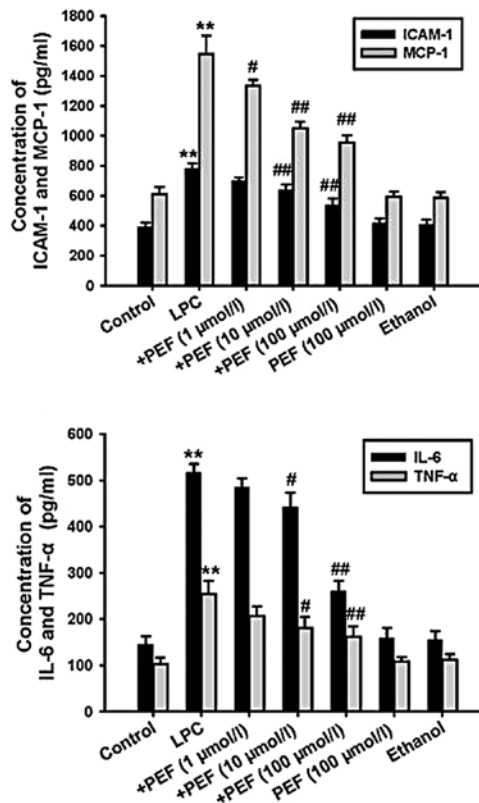 Concentration of
ICAM-1 and MCP-1 (pg/ml)
1800
1600
1400
1200
1000
800
600
400
200
0
ICAM-1
MCP-1
**
**
#
##
##
##
##
Control
LPC
+PEF (1 μmol/l)
+PEF (10 μmol/l)
+PEF (100 μmol/l)
PEF (100 μmol/l)
Ethanol
Concentration of
IL-6 and TNF-α (pg/ml)
600
500
400
300
200
100
0
IL-6
TNF-α
**
**
#
#
##
##
Control
LPC
+PEF (1 μmol/l)
+PEF (10 μmol/l)
+PEF (100 μmol/l)
PEF (100 μmol/l)
Ethanol